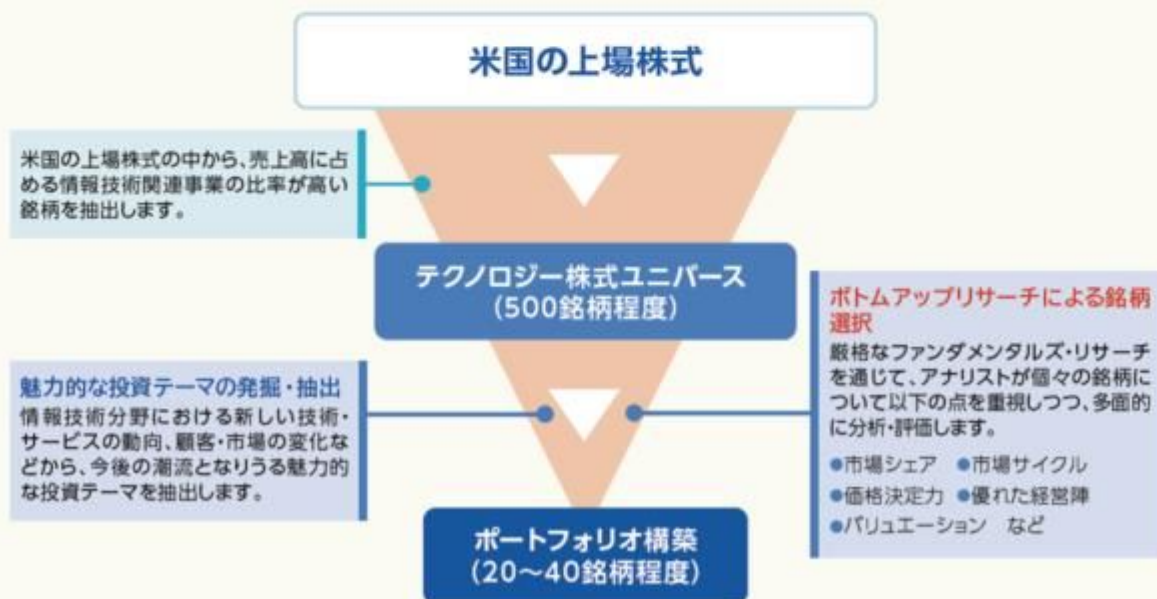 米国の上場株式
米国の上場株式の中から、売上高に占
める情報技術関連事業の比率が高い
銘柄を抽出します。
テクノロジー株式ユニバース
(500銘柄程度)
魅力的な投資テーマの発掘・抽出
情報技術分野における新しい技術・
サービスの動向、顧客・市場の変化な
どから、今後の潮流となりうる魅力的
な投資テーマを抽出します。
ボトムアップリサーチによる銘柄
選択
厳格なファンダメンタルズ・リサーチ
を通じて、アナリストが個々の銘柄につ
いて以下の点を重視しつつ、多面的
に分析・評価します。
●市場シェア ●市場サイクル
●価格決定力 ●優れた経営陣
●バリュエーション など
ポートフォリオ構築
(20～40銘柄程度)